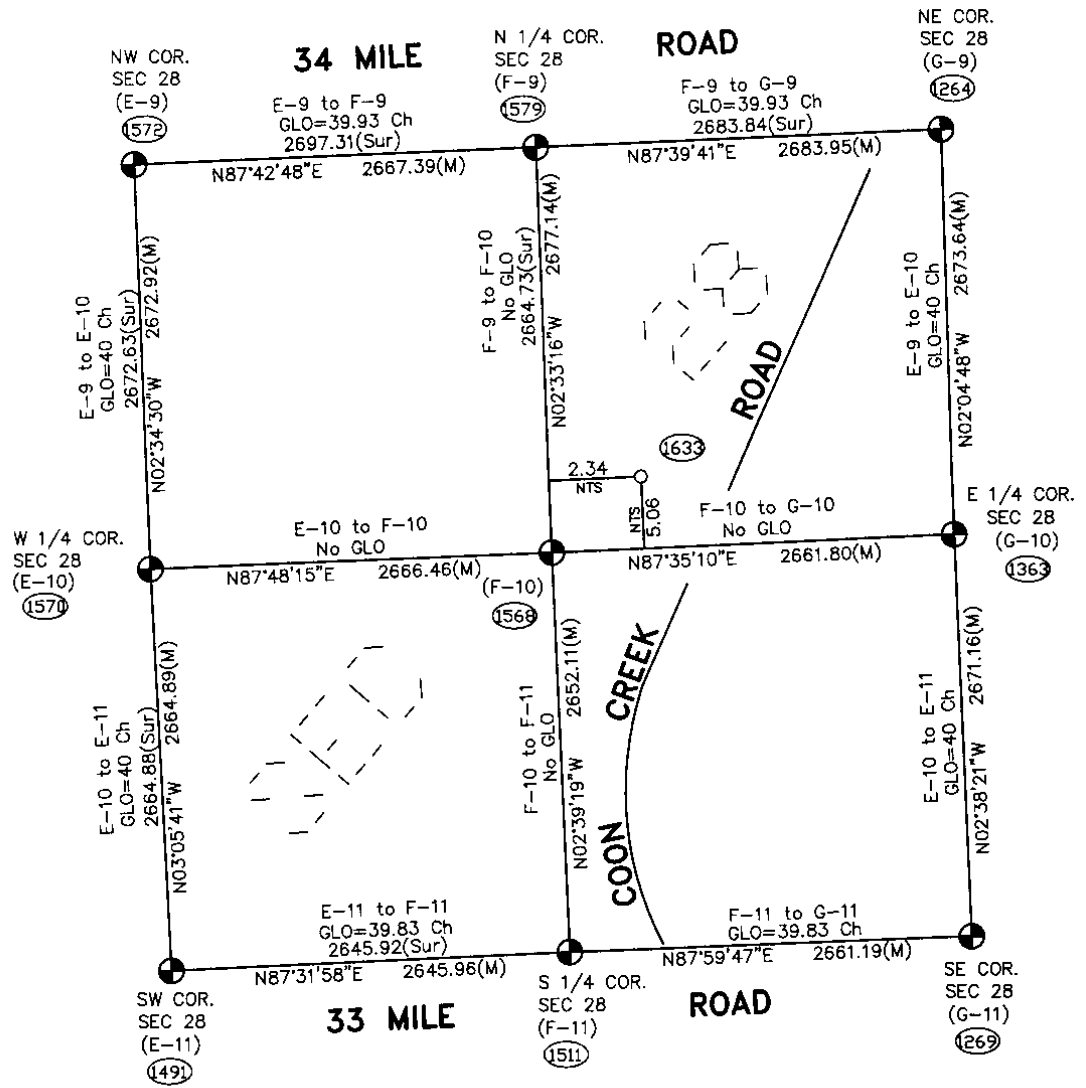 34 MILE
ROAD
NW COR.
SEC 28
(E-9)
1572
N 1/4 COR.
SEC 28
(F-9)
1579
NE COR.
SEC 28
(G-9)
1264
E-9 to F-9
GLO=39.93 Ch
2697.31(Sur)
N87°42'48"E 2667.39(M)
F-9 to G-9
GLO=39.93 Ch
2683.84(Sur)
N87°39'41"E 2683.95(M)
E-9 to E-10
GLO=40 Ch
2672.63(Sur)
N02°34'30"W 2672.92(M)
F-9 to F-10
No GLO
2664.73(Sur)
N02°33'16"W 2677.14(M)
E-9 to E-10
GLO=40 Ch
N02°04'48"W 2673.64(M)
ROAD
1633
2.34
NTS
NTS
5.06
W 1/4 COR.
SEC 28
(E-10)
1570
E-10 to F-10
No GLO
N87°48'15"E 2666.46(M)
(F-10)
1568
F-10 to G-10
No GLO
N87°35'10"E 2661.80(M)
E 1/4 COR.
SEC 28
(G-10)
1363
E-10 to E-11
GLO=40 Ch
2664.88(Sur)
N03°05'41"W 2664.89(M)
F-10 to F-11
No GLO
N02°39'19"W 2652.11(M)
COON CREEK
E-10 to E-11
GLO=40 Ch
N02°38'21"W 2671.16(M)
E-11 to F-11
GLO=39.83 Ch
2645.92(Sur)
N87°31'58"E 2645.96(M)
F-11 to G-11
GLO=39.83 Ch
N87°59'47"E 2661.19(M)
SW COR.
SEC 28
(E-11)
1491
S 1/4 COR.
SEC 28
(F-11)
1511
SE COR.
SEC 28
(G-11)
1269
33 MILE
ROAD